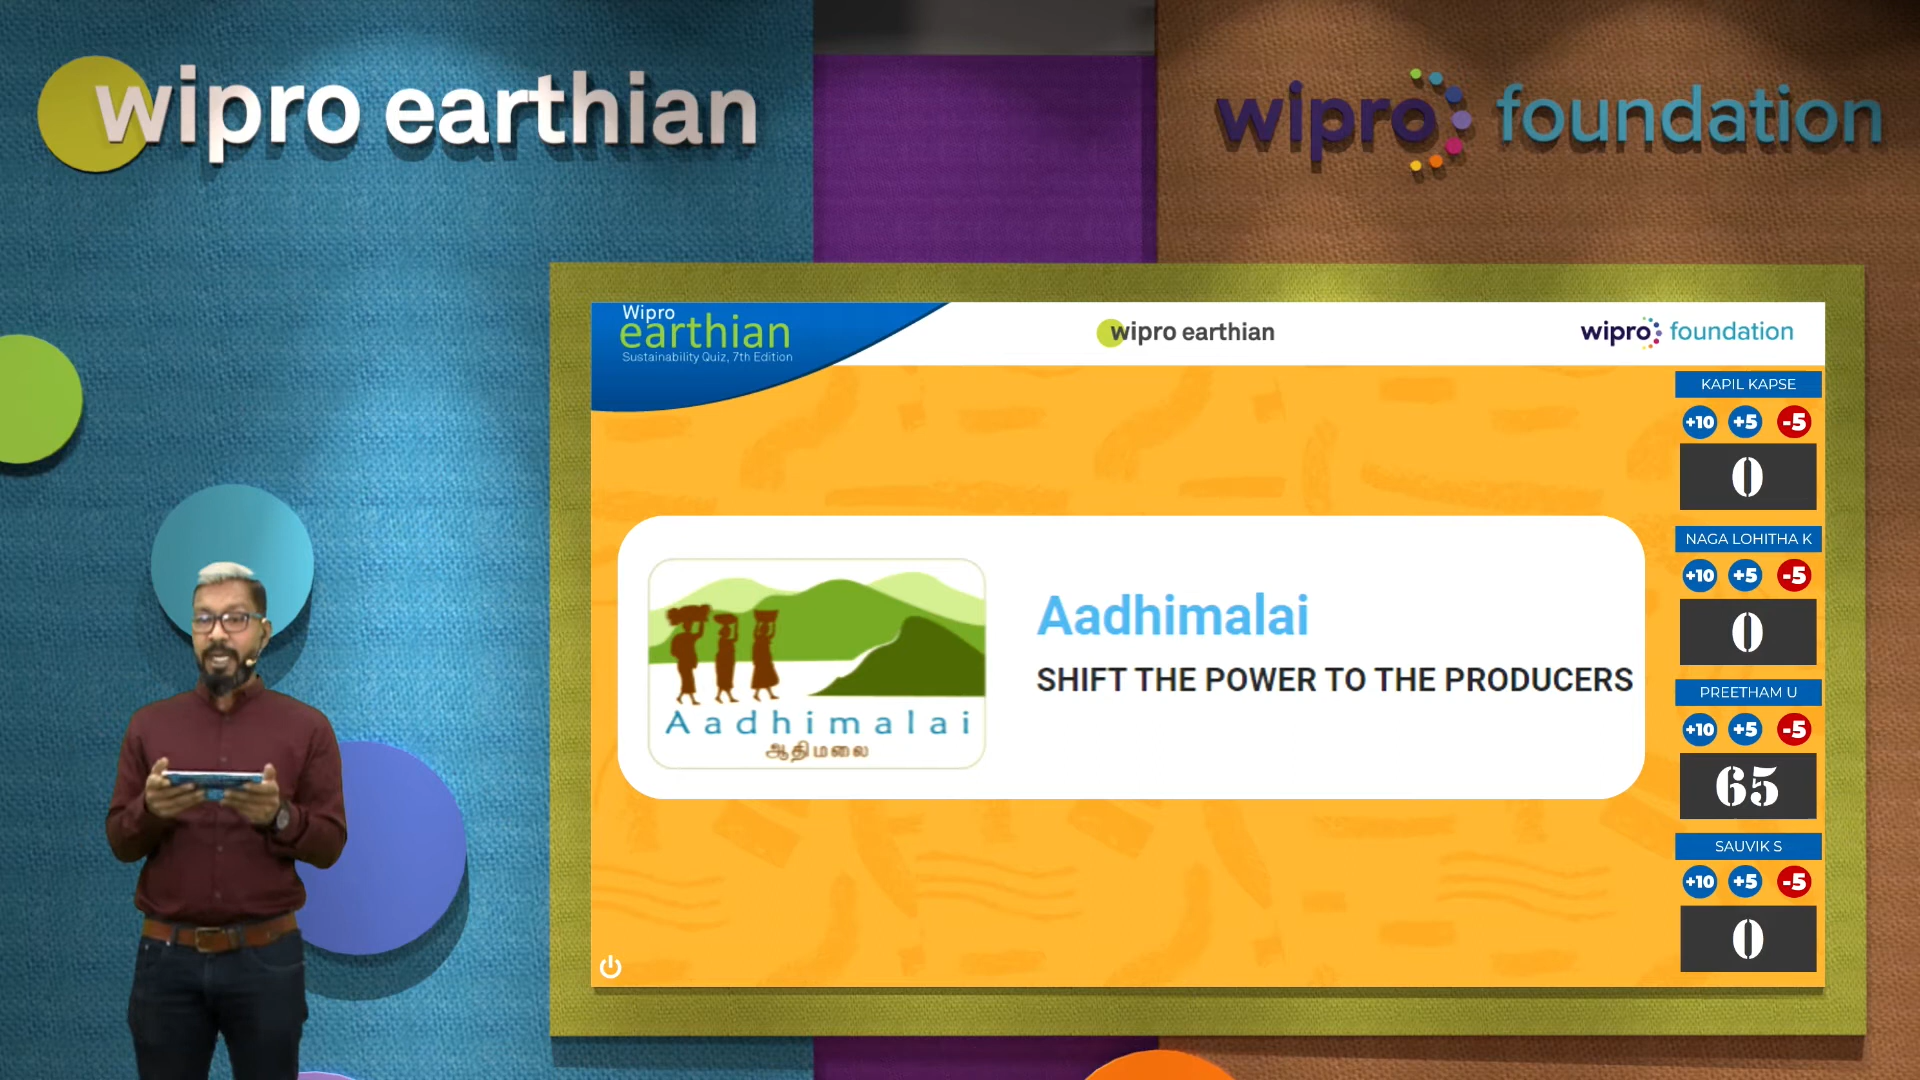 wipro earthian
wipro foundation
Wipro
earthian
Sustainability Quiz, 7th Edition
wipro earthian
wipro foundation
KAPIL KAPSE
+10 +5 -5
0
NAGA LOHITHA K
+10 +5 -5
0
PREETHAM U
+10 +5 -5
65
SAUVIK S
+10 +5 -5
0
Aadhimalai
ஆதிமலை
Aadhimalai
SHIFT THE POWER TO THE PRODUCERS